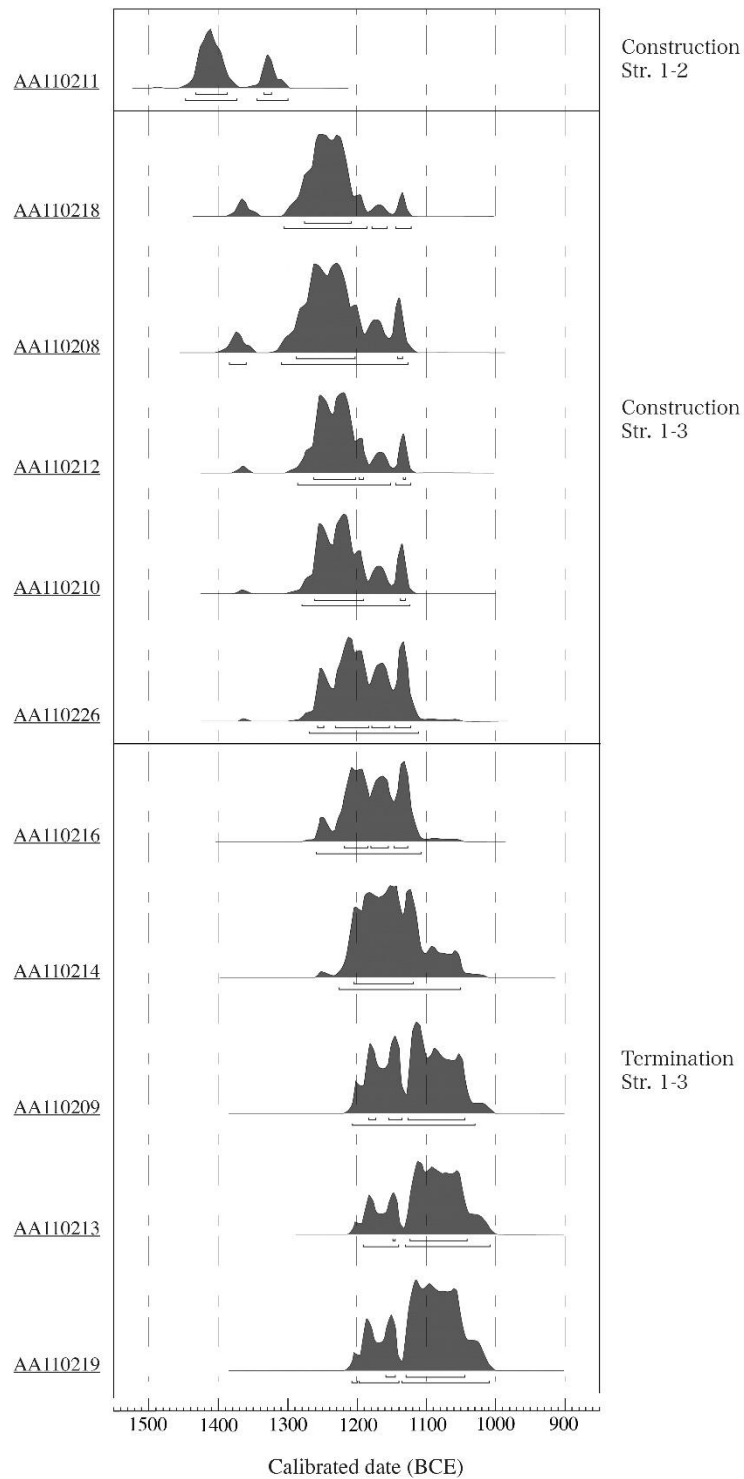 AA110211
Construction
Str. 1-2
AA110218
AA110208
AA110212
Construction
Str. 1-3
AA110210
AA110226
AA110216
AA110214
AA110209
Termination
Str. 1-3
AA110213
AA110219
1500 1400 1300 1200 1100 1000 900
Calibrated date (BCE)